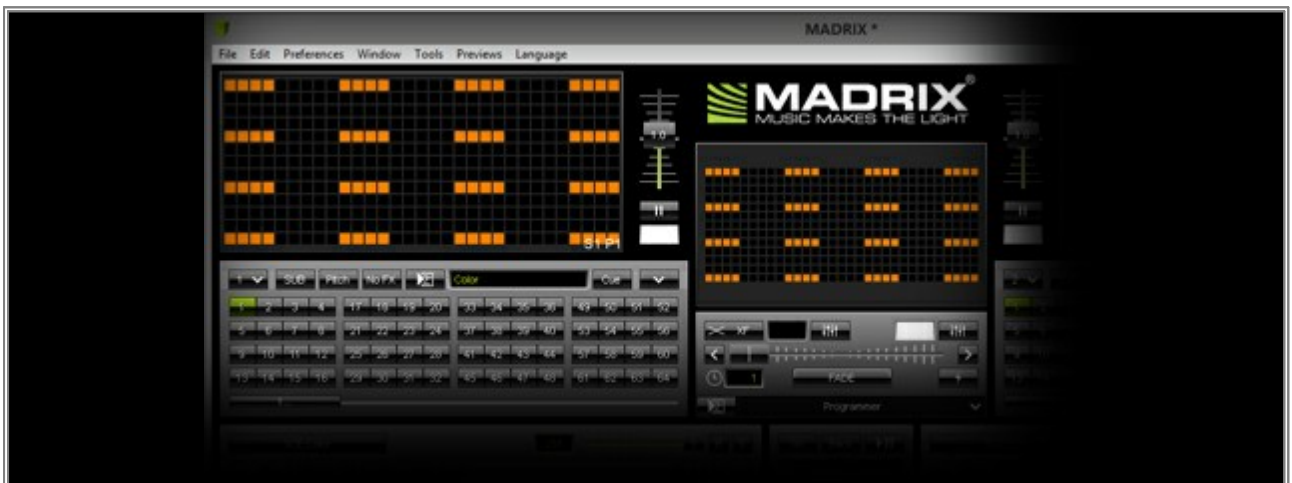 MADRIX *
File Edit Preferences Window Tools Previews Language
MADRIX®
MUSIC MAKES THE LIGHT
1.0
S1 P1
1 SUB Pitch No FX Color Cue
1 2 3 4 17 18 19 20 33 34 35 36 49 50 51 52
5 6 7 8 21 22 23 24 37 38 39 40 53 54 55 56
9 10 11 12 25 26 27 28 41 42 43 44 57 58 59 60
13 14 15 16 29 30 31 32 45 46 47 48 61 62 63 64
XF
1 FADE
Programmer